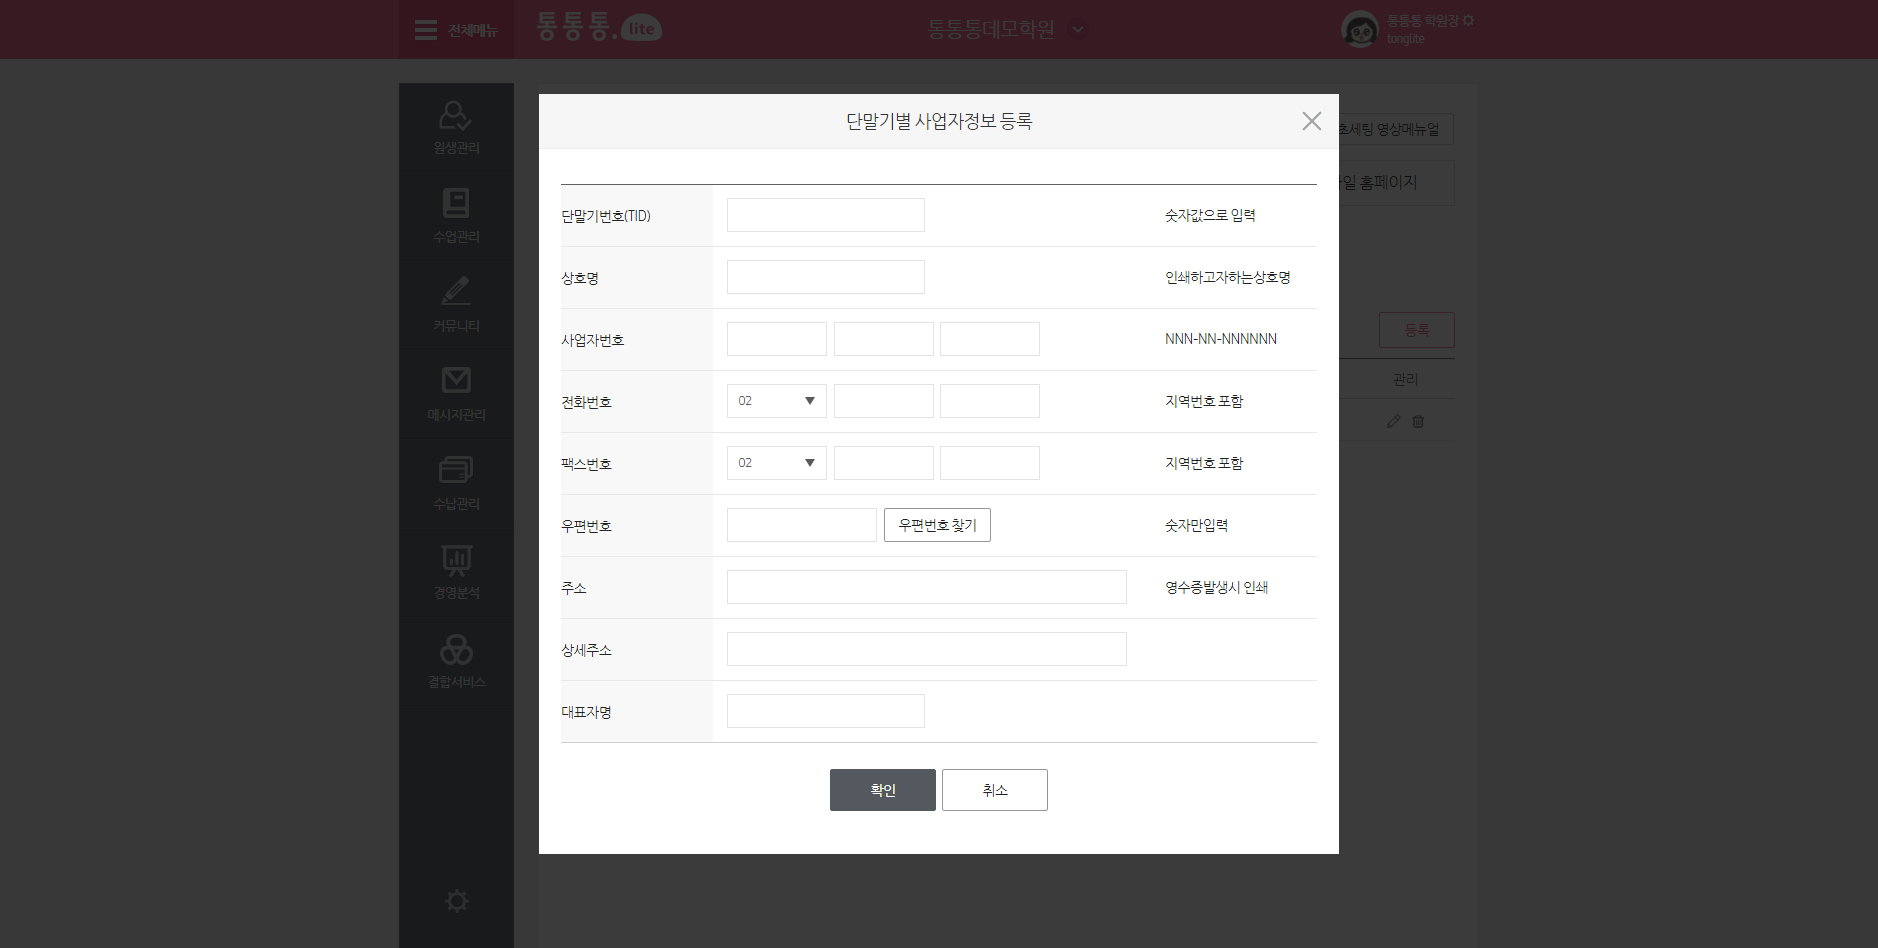 전체메뉴
통통통.lite
통통통데모학원
통통통 학원장
tonglite
원생관리
수업관리
커뮤니티
메시지관리
수납관리
경영분석
결합서비스
초세팅 영상메뉴얼
일 홈페이지
등록
관리
단말기별 사업자정보 등록
단말기번호(TID)
숫자값으로 입력
상호명
인쇄하고자하는상호명
사업자번호
NNN-NN-NNNNNN
전화번호
02
지역번호 포함
팩스번호
02
지역번호 포함
우편번호
우편번호 찾기
숫자만입력
주소
영수증발생시 인쇄
상세주소
대표자명
확인
취소